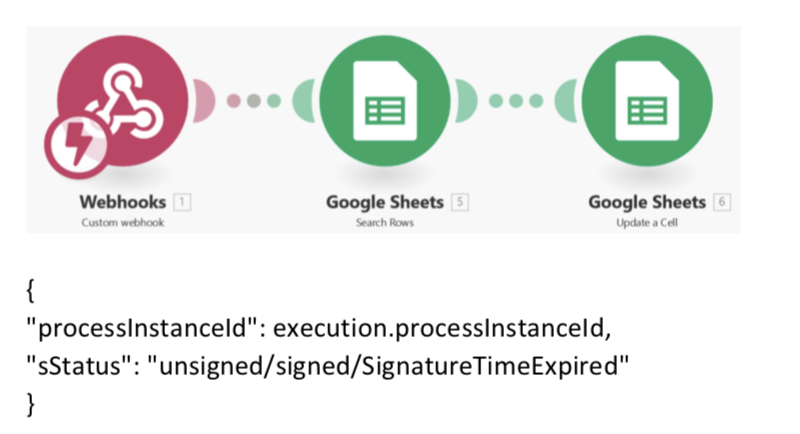 Webhooks 1
Custom webhook
Google Sheets 5
Search Rows
Google Sheets 6
Update a Cell
{
"processInstanceId": execution.processInstanceId,
"sStatus": "unsigned/signed/SignatureTimeExpired"
}